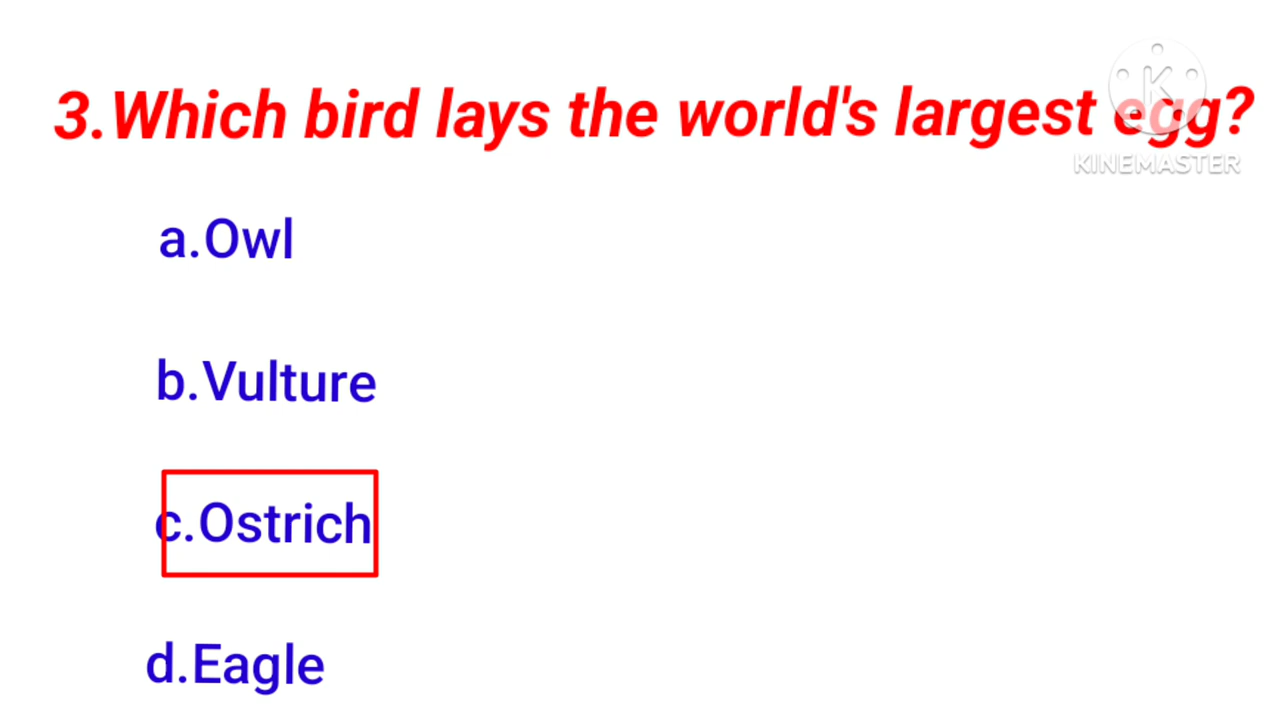 3.Which bird lays the world's largest egg?
KINEMASTER
a.Owl
b.Vulture
c.Ostrich
d.Eagle